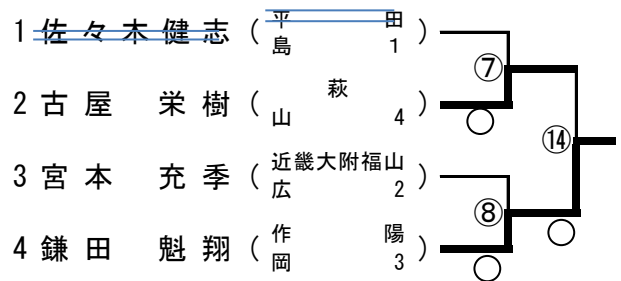 1 佐々木健志 (平田 島1)
⑦
2 古屋 栄樹 (萩 山4)
⑭
3 宮本 充季 (近畿大附福山 広2)
⑧
4 鎌田 魁翔 (作陽 岡3)